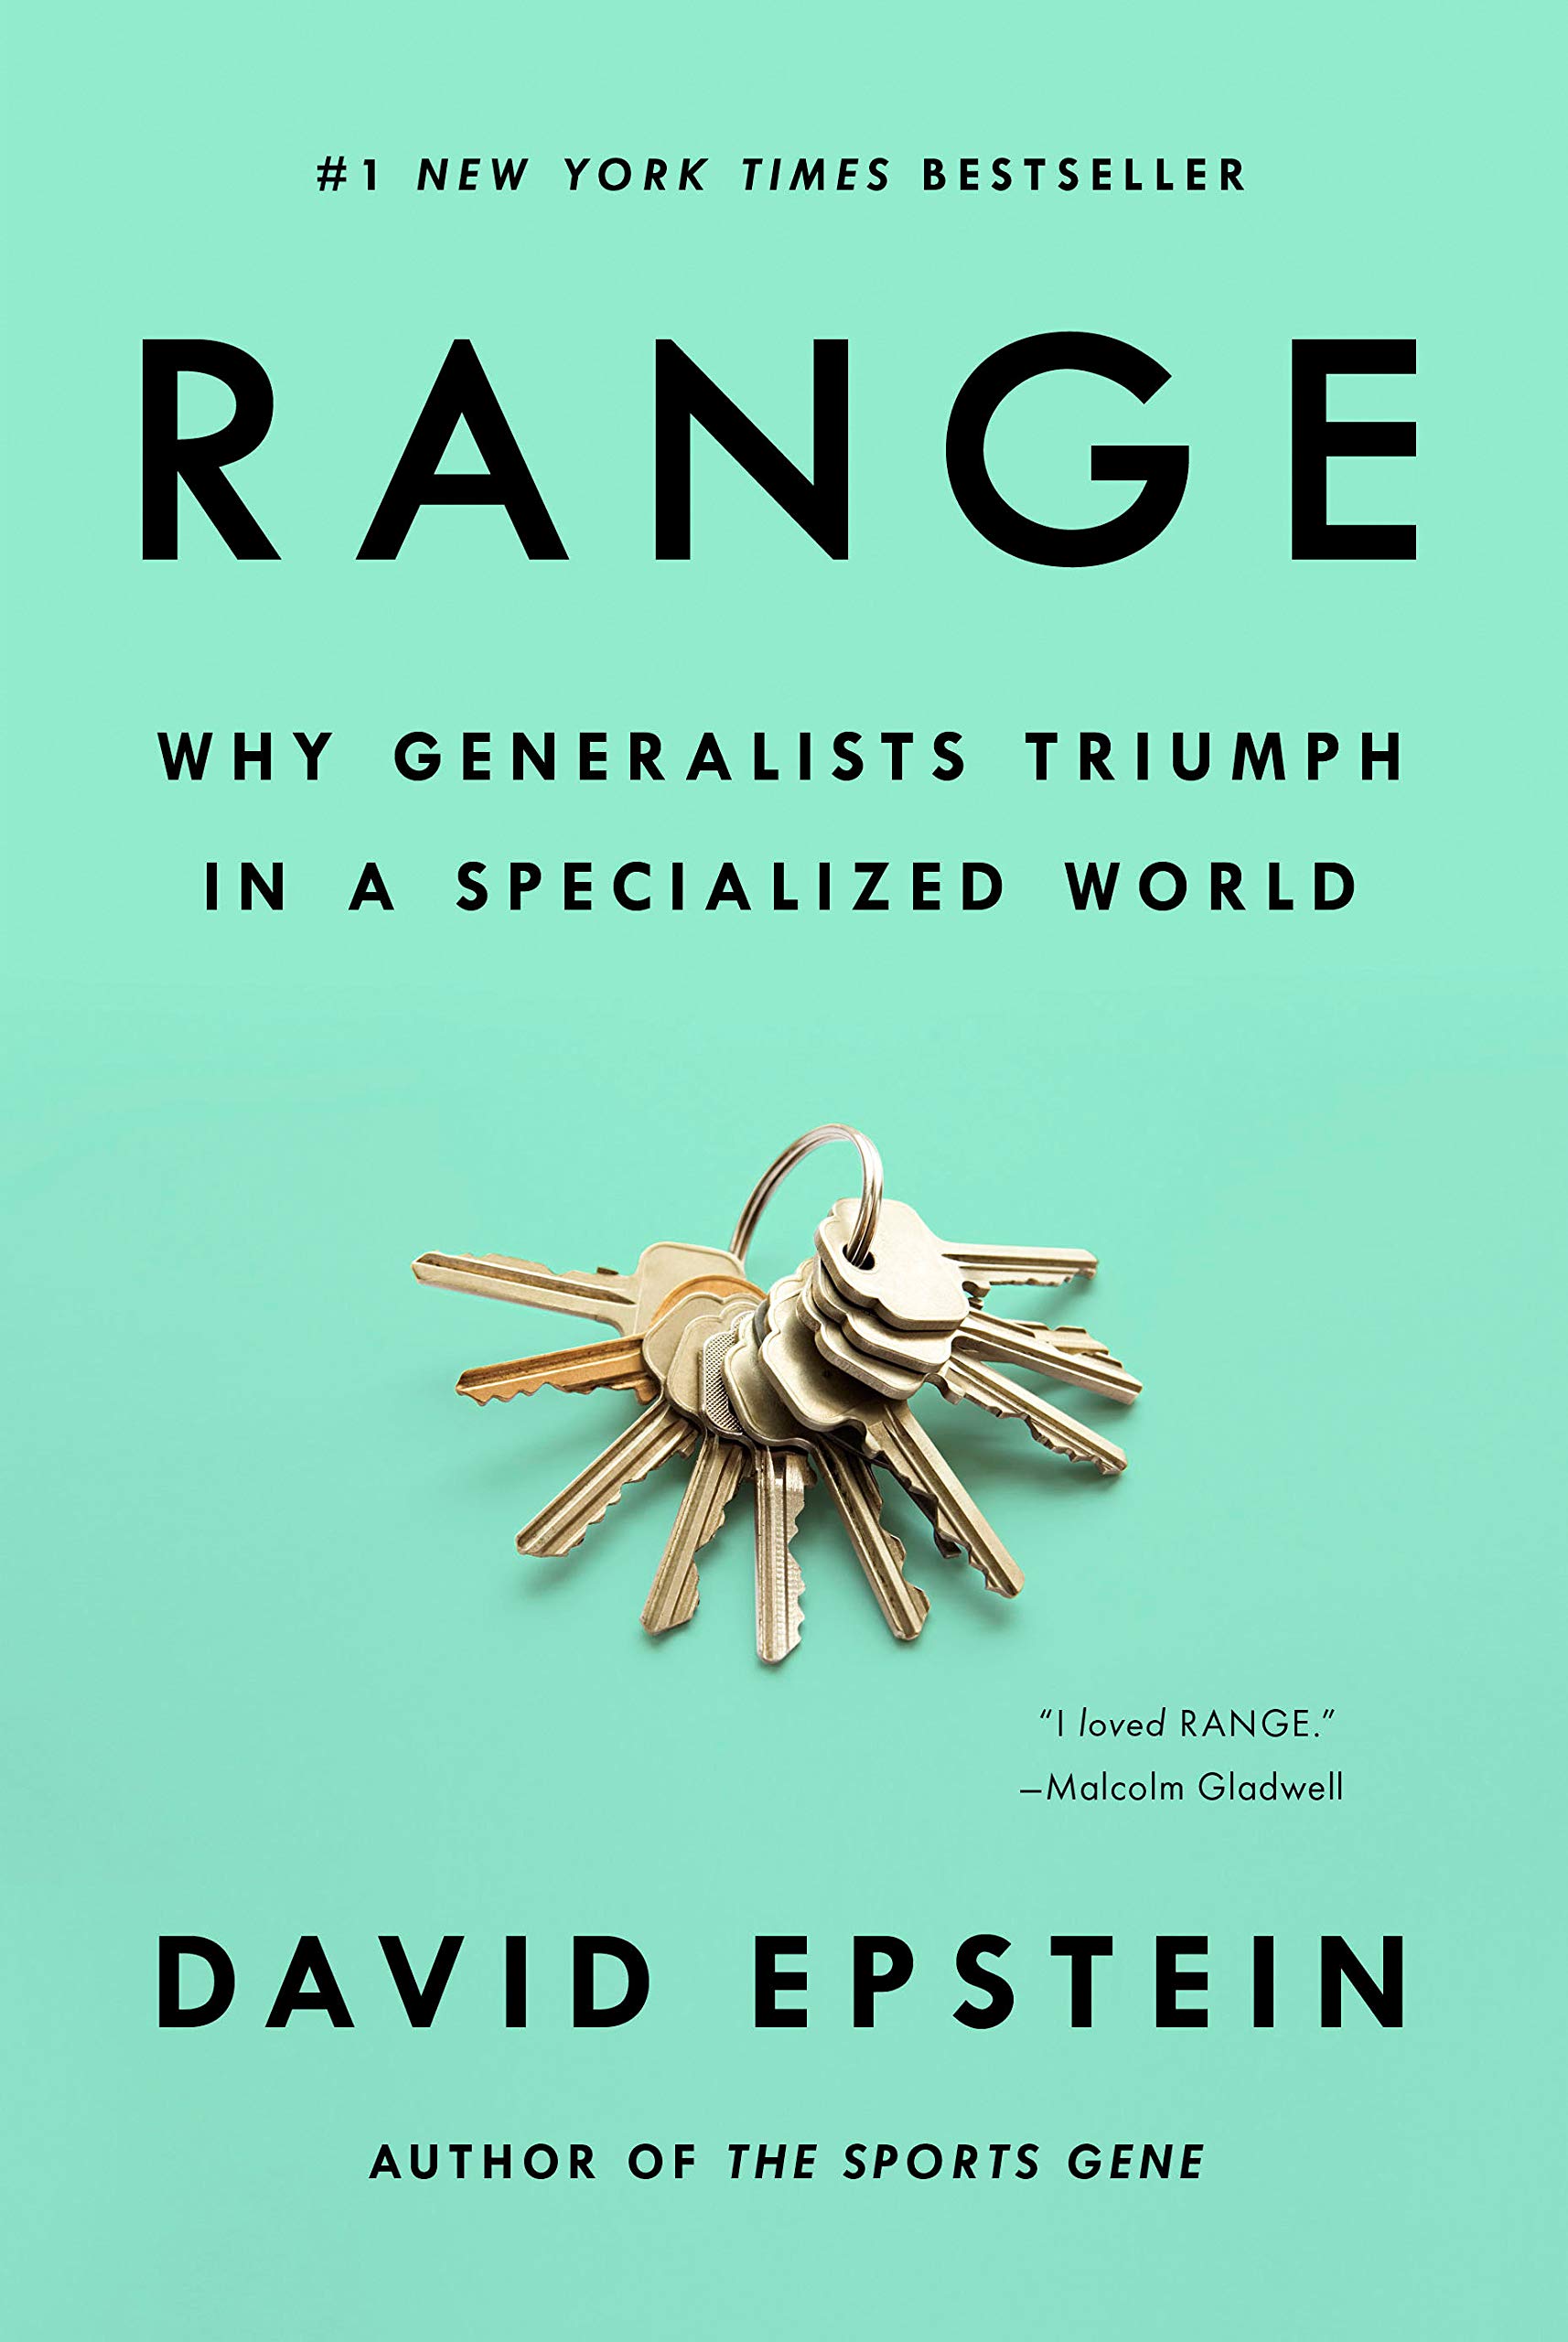 #1 NEW YORK TIMES BESTSELLER
RANGE
WHY GENERALISTS TRIUMPH
IN A SPECIALIZED WORLD
“I loved RANGE.”
—Malcolm Gladwell
DAVID EPSTEIN
AUTHOR OF THE SPORTS GENE